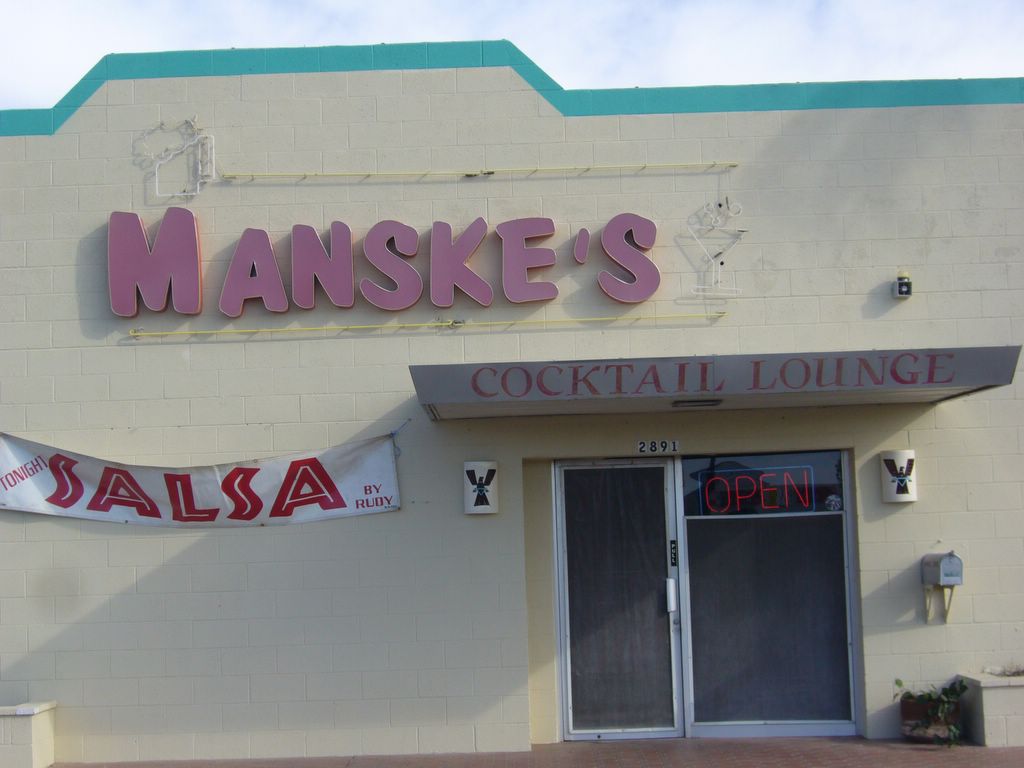 MANSKE'S
COCKTAIL LOUNGE
2891
TONIGHT SALSA BY
RUDY
OPEN